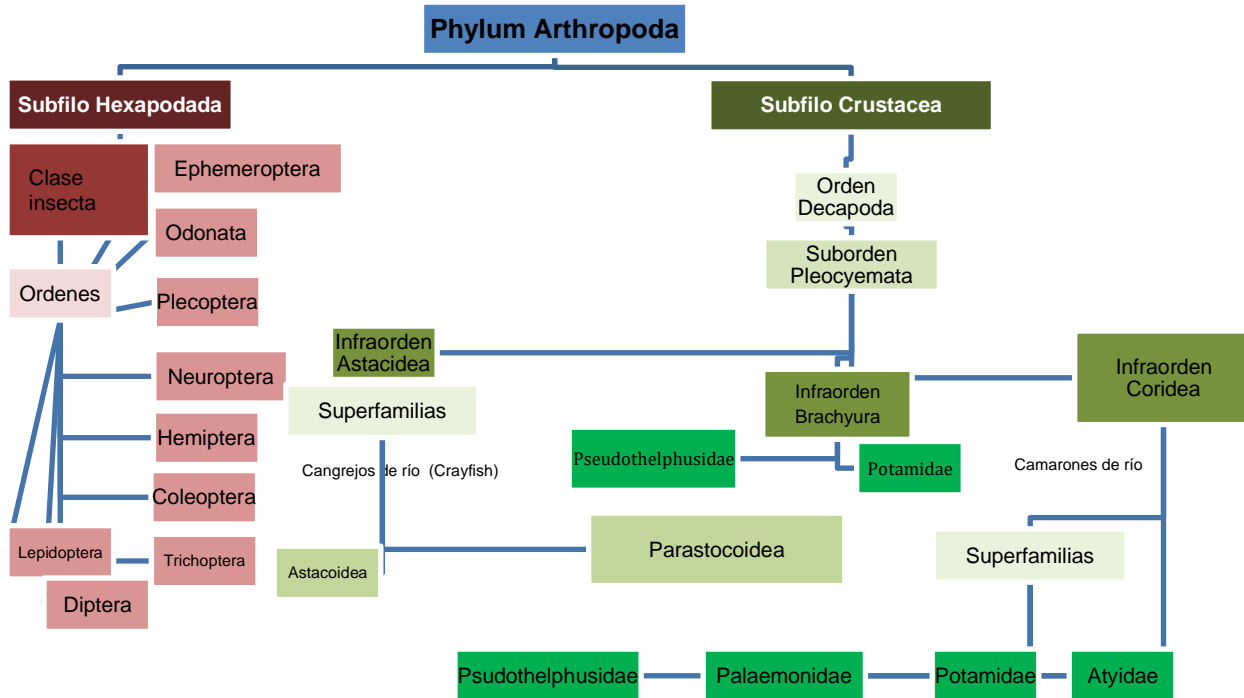 Phylum Arthropoda
Subfilo Hexapodada
Subfilo Crustacea
Clase
insecta
Ephemeroptera
Odonata
Ordenes
Plecoptera
Neuroptera
Hemiptera
Coleoptera
Lepidoptera
Trichoptera
Diptera
Orden
Decapoda
Suborden
Pleocyemata
Infraorden
Astacidea
Superfamilias
Cangrejos de río (Crayfish)
Astacoidea
Parastocoidea
Infraorden
Brachyura
Pseudothelphusidae
Potamidae
Infraorden
Coridea
Camarones de río
Superfamilias
Psudothelphusidae
Palaemonidae
Potamidae
Atyidae